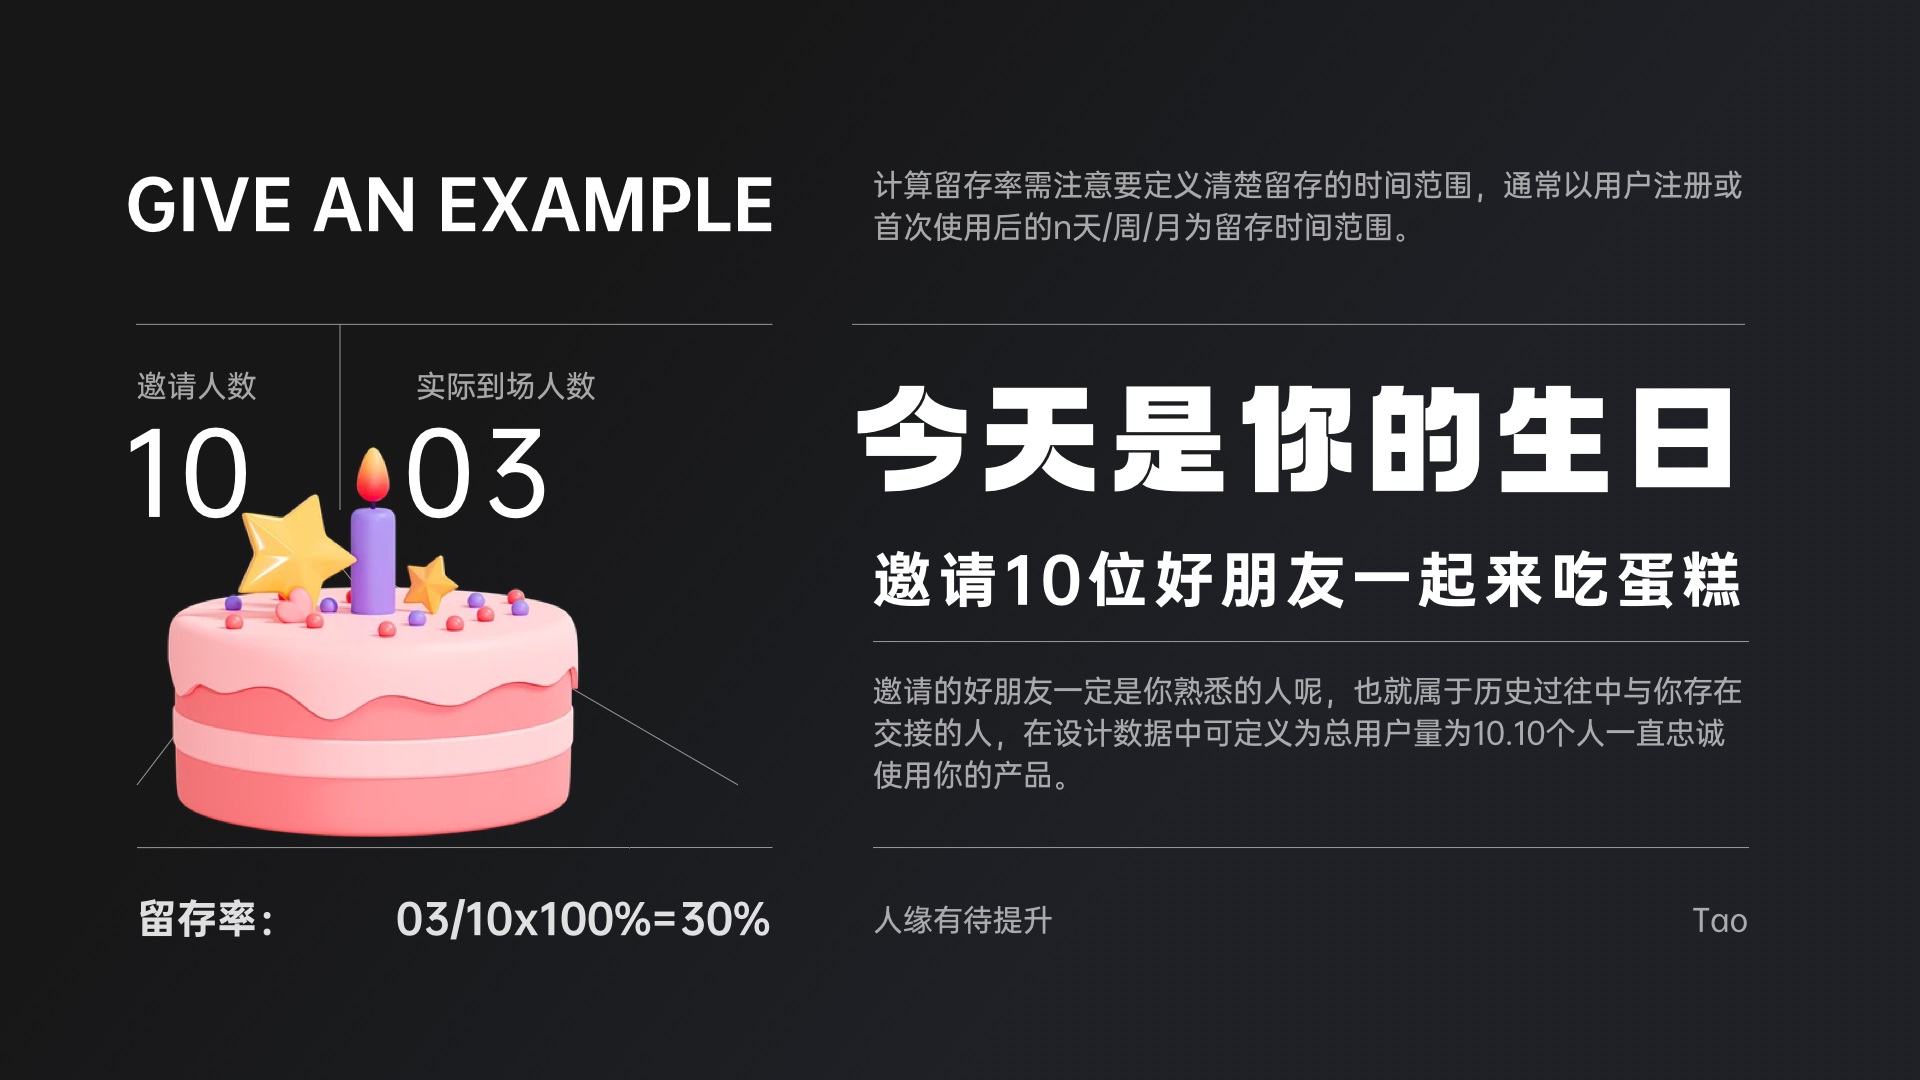 GIVE AN EXAMPLE
计算留存率需注意要定义清楚留存的时间范围，通常以用户注册或
首次使用后的n天/周/月为留存时间范围。
邀请人数
10
实际到场人数
03
今天是你的生日
邀请10位好朋友一起来吃蛋糕
邀请的好朋友一定是你熟悉的人呢，也就属于历史过往中与你存在
交接的人，在设计数据中可定义为总用户量为10.10个人一直忠诚
使用你的产品。
留存率：
03/10x100%=30%
人缘有待提升
Tao